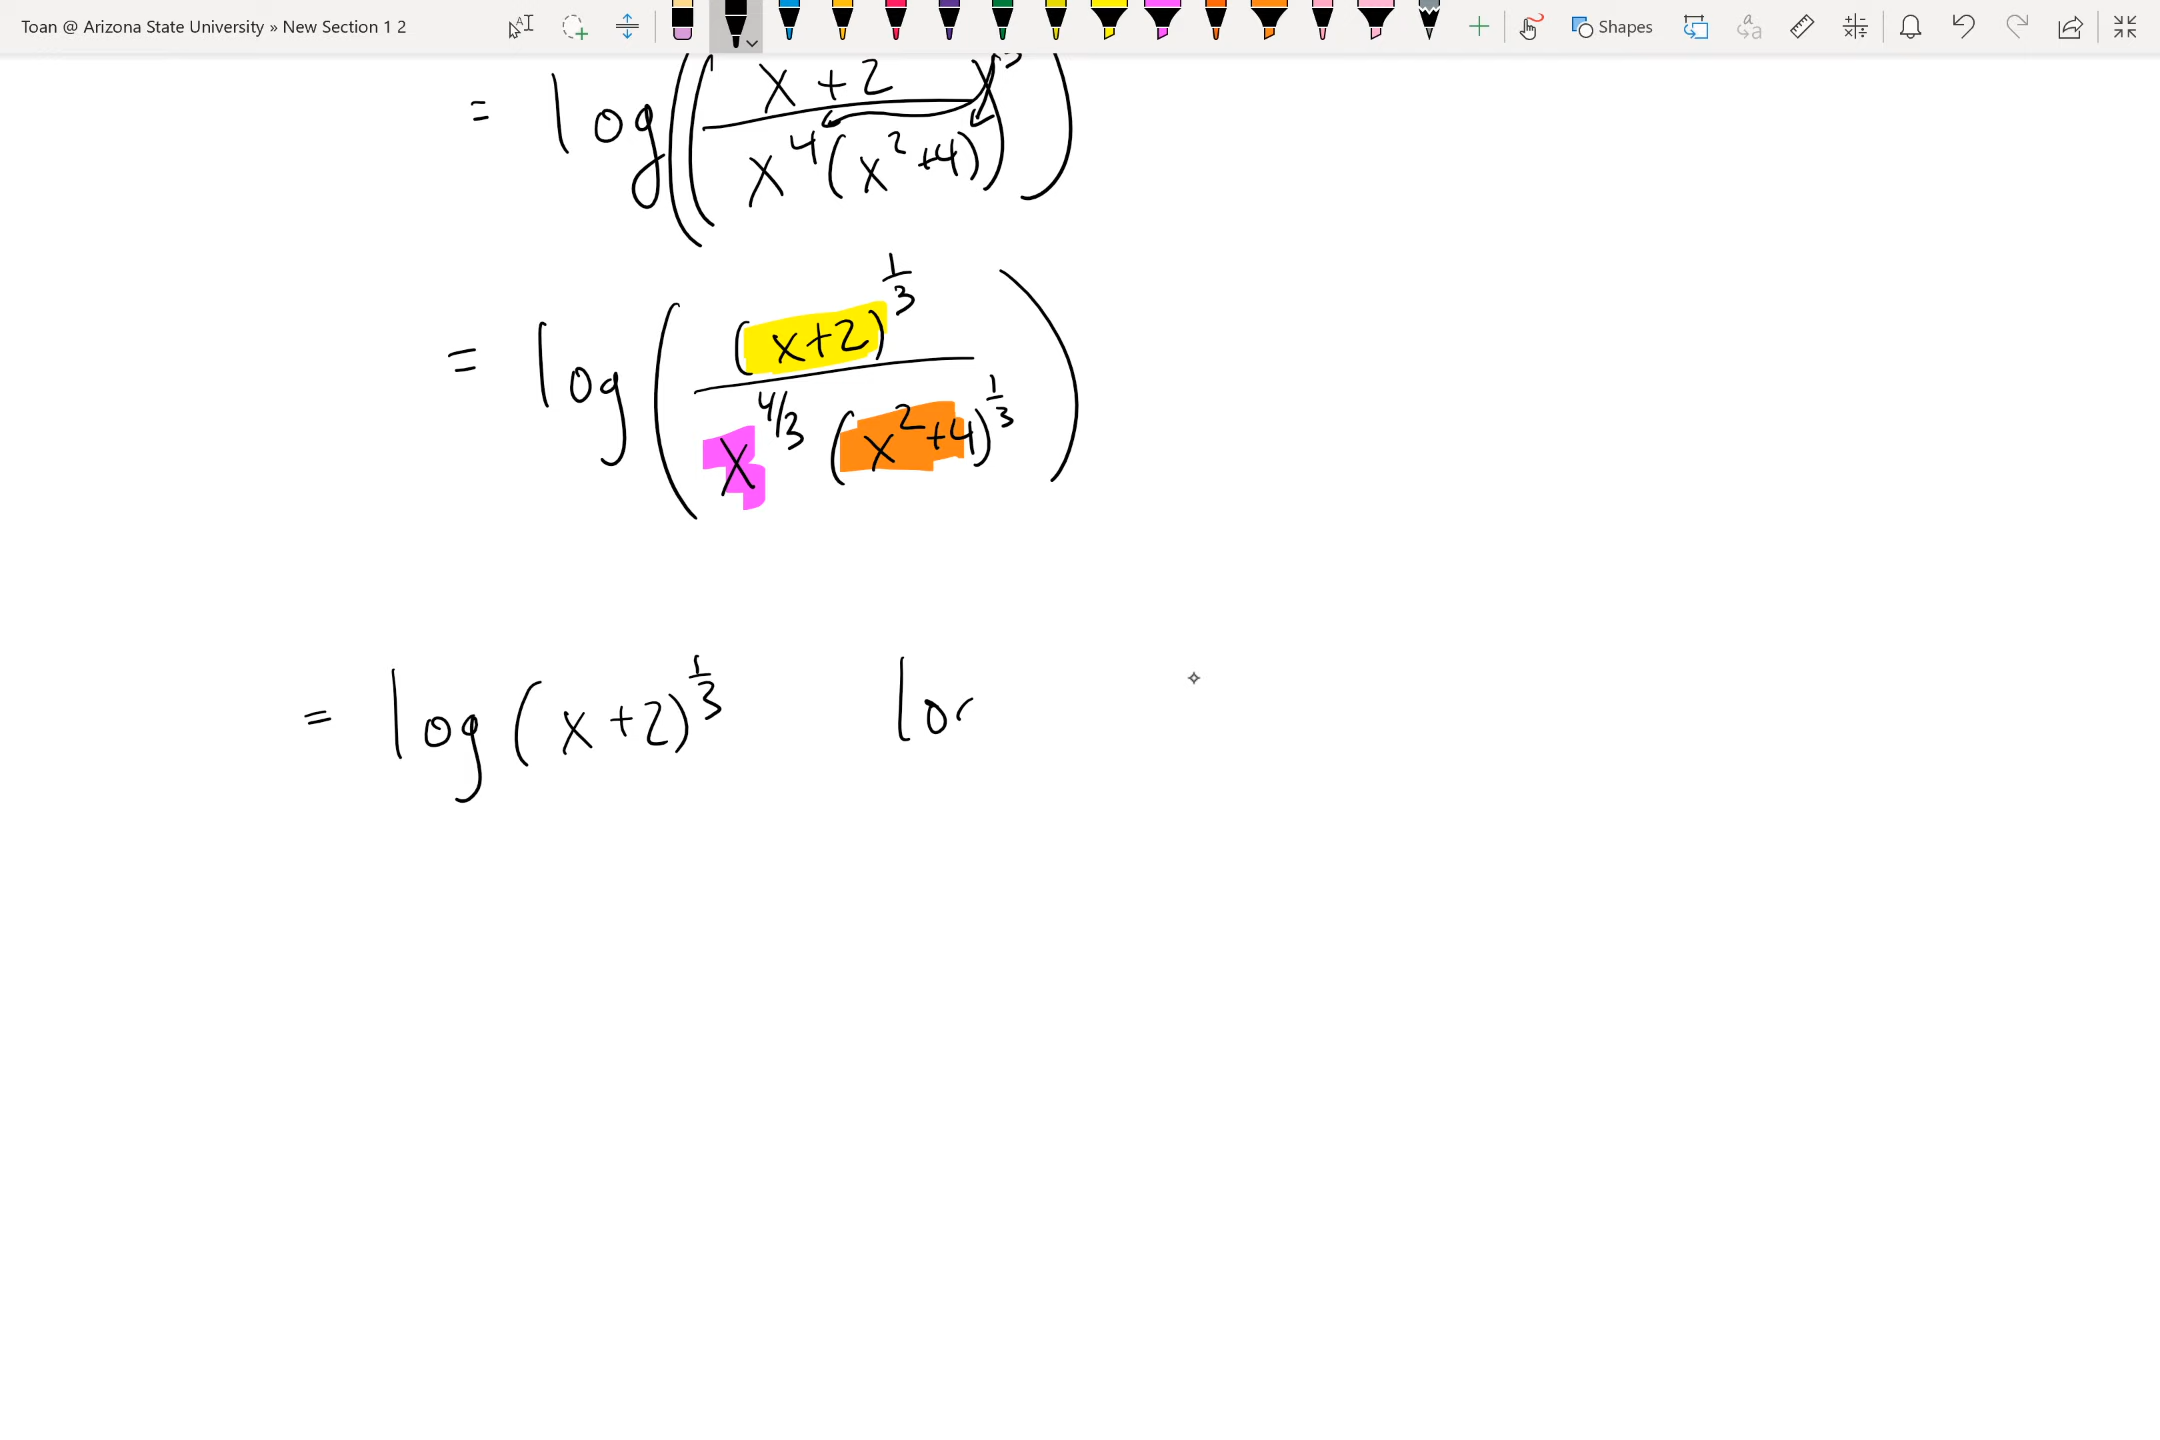 Toan @ Arizona State University » New Section 1 2
Shapes
= log((x+2 / x^4(x^2+4))^1/3)
= log((x+2)^1/3 / x^4/3 (x^2+4)^1/3)
= log(x+2)^1/3 lo